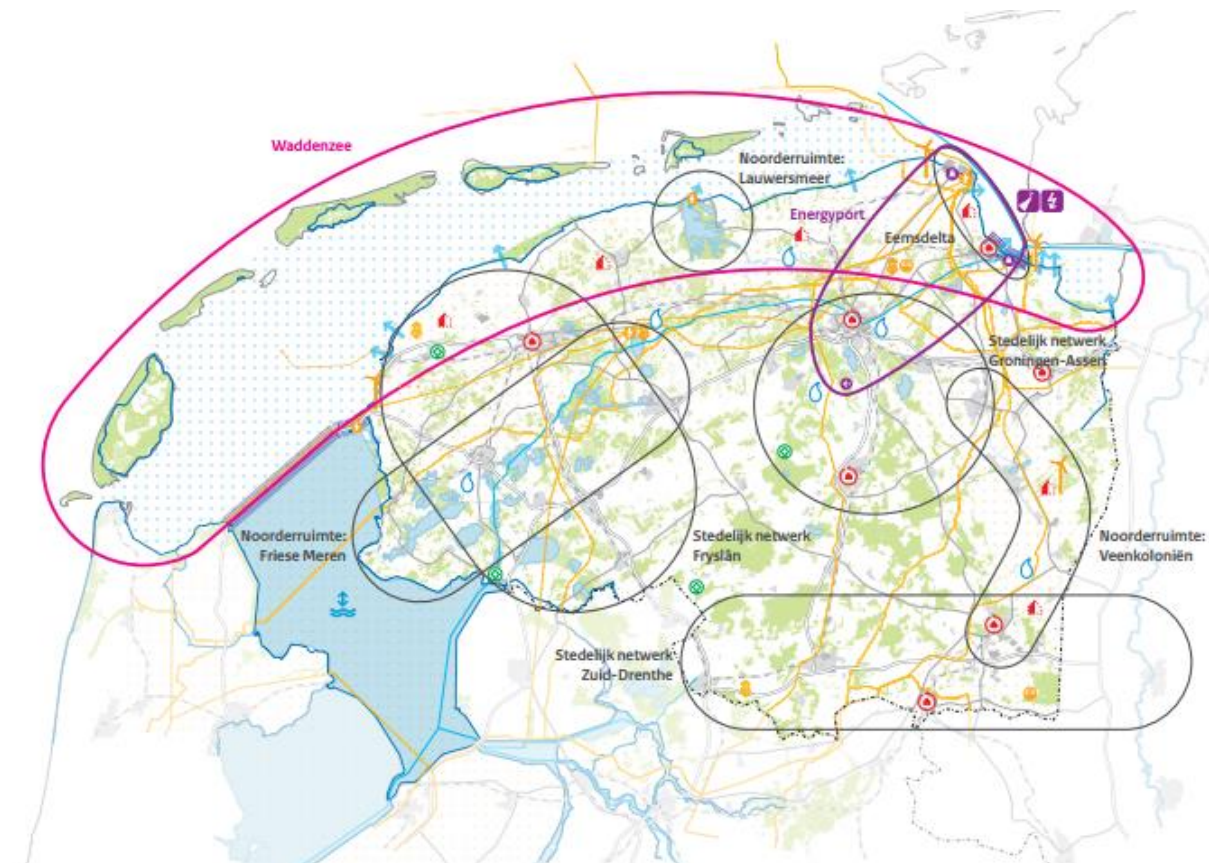 Waddenzee
Noorderruimte:
Lauwersmeer
Energyport
Eemsdelta
Stedelijk netwerk
Groningen-Assen
Noorderruimte:
Friese Meren
Stedelijk netwerk
Fryslân
Noorderruimte:
Veenkoloniën
Stedelijk netwerk
Zuid-Drenthe